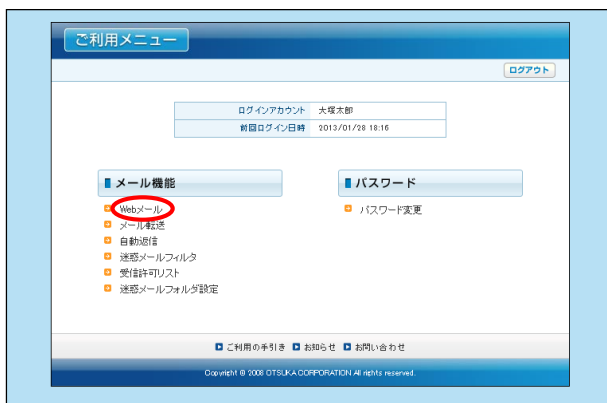 ご利用メニュー
ログアウト
ログインアカウント 大塚太郎
前回ログイン日時 2013/01/28 18:16
メール機能
パスワード
Webメール
パスワード変更
メール転送
自動返信
迷惑メールフィルタ
受信許可リスト
迷惑メールフォルダ設定
ご利用の手引き お知らせ お問い合わせ
Copyright © 2008 OTSUKA CORPORATION All rights reserved.